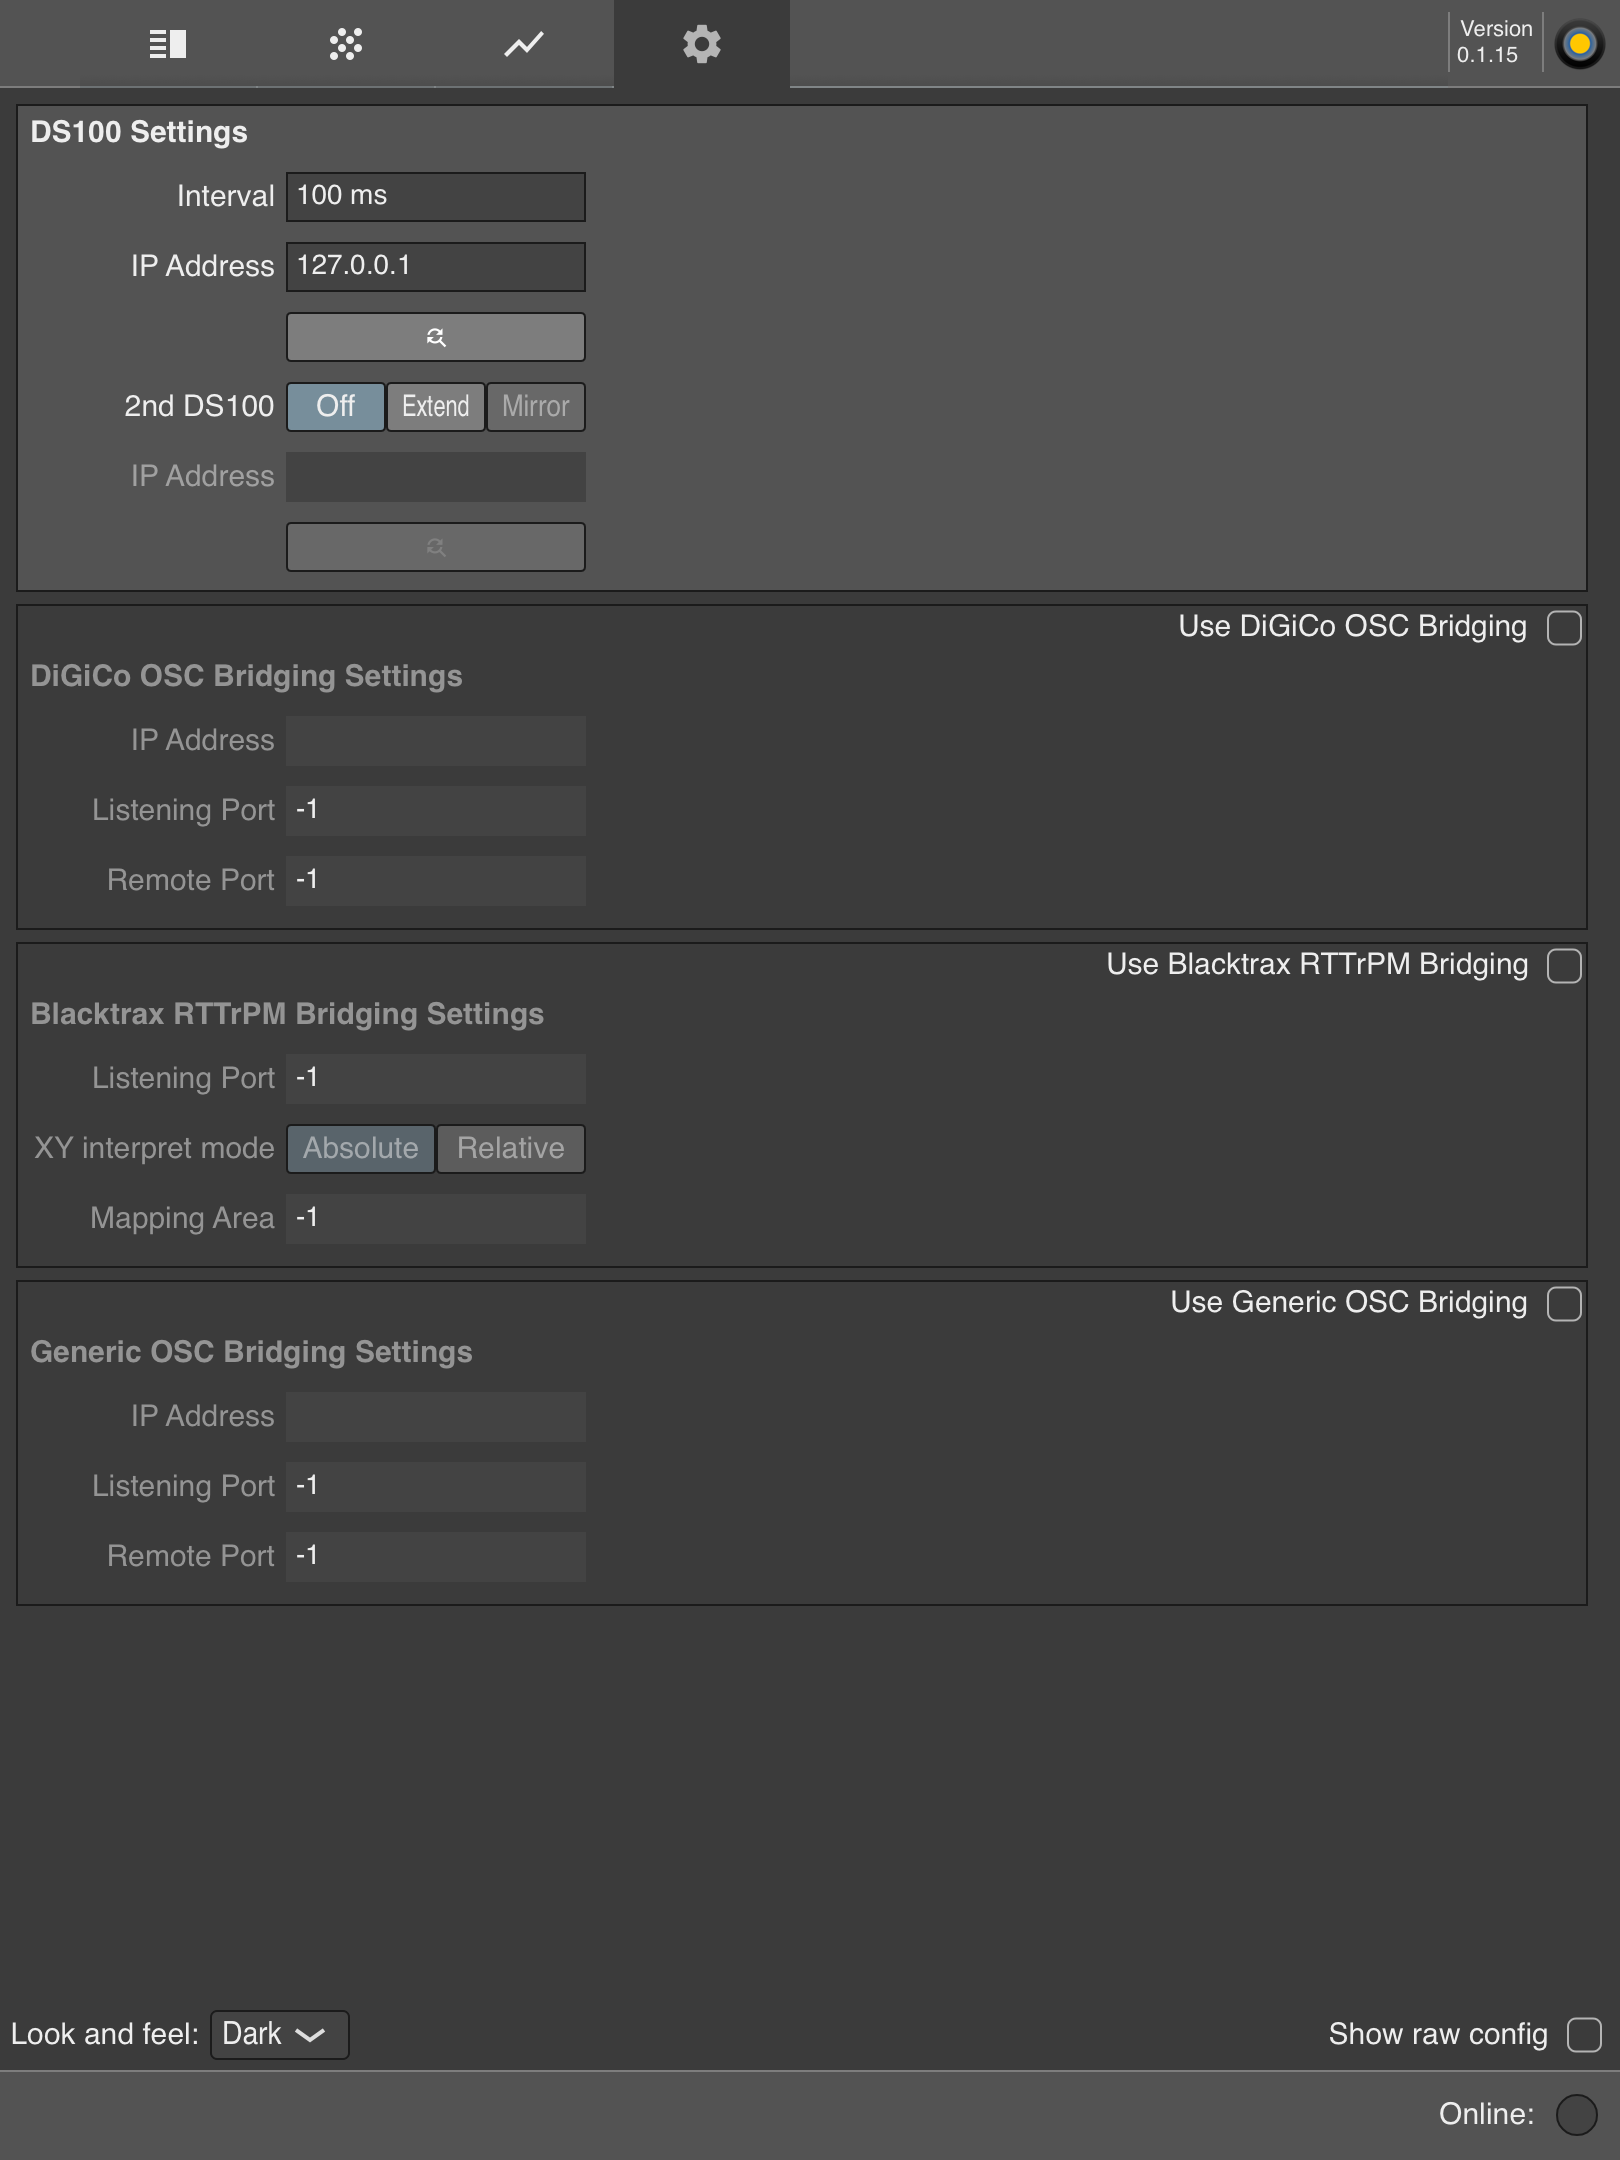 Version
0.1.15
DS100 Settings
Interval 100 ms
IP Address 127.0.0.1
2nd DS100 Off Extend Mirror
IP Address
Use DiGiCo OSC Bridging
DiGiCo OSC Bridging Settings
IP Address
Listening Port -1
Remote Port -1
Use Blacktrax RTTrPM Bridging
Blacktrax RTTrPM Bridging Settings
Listening Port -1
XY interpret mode Absolute Relative
Mapping Area -1
Use Generic OSC Bridging
Generic OSC Bridging Settings
IP Address
Listening Port -1
Remote Port -1
Look and feel: Dark Show raw config
Online: